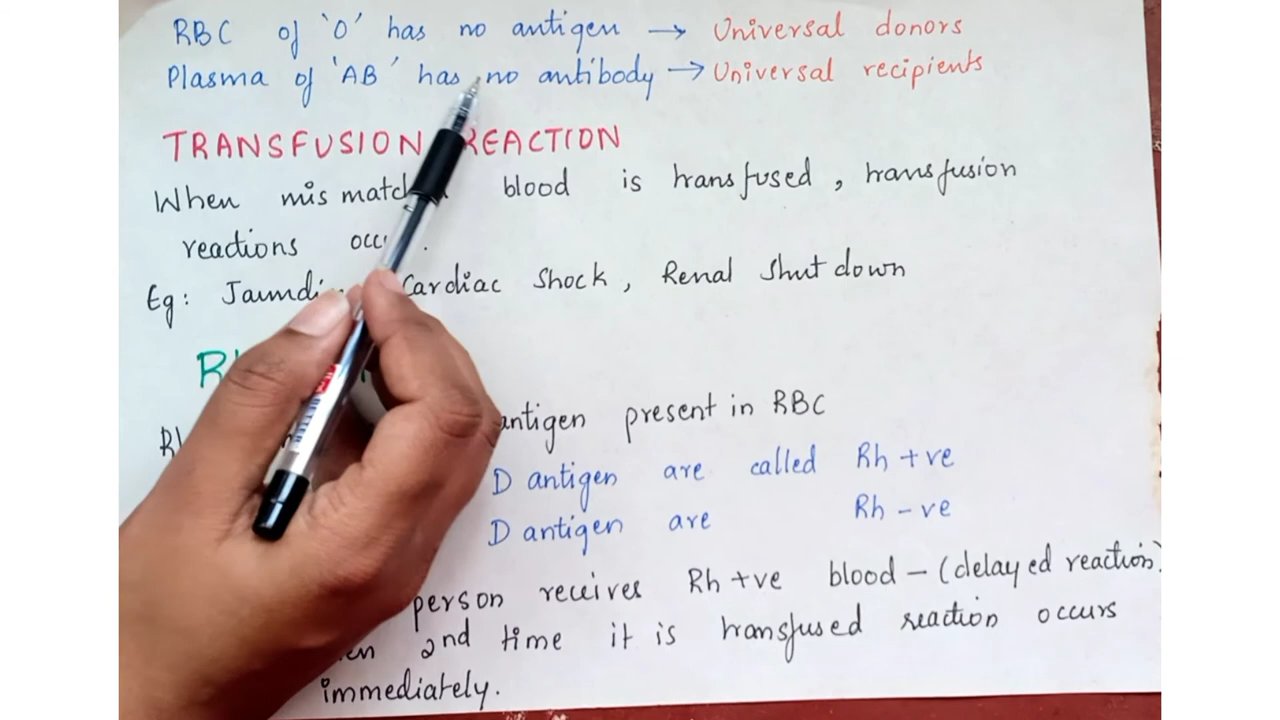 RBC of 'O' has no antigen → Universal donors
Plasma of 'AB' has no antibody → Universal recipients
TRANSFUSION REACTION
When blood is transfused, transfusion
reactions
Eg: Cardiac Shock, Renal Shut down
antigen present in RBC
D antigen are called Rh +ve
D antigen are Rh - ve
person receives Rh +ve blood – (delayed reaction)
2nd time it is transfused reaction occurs
immediately.